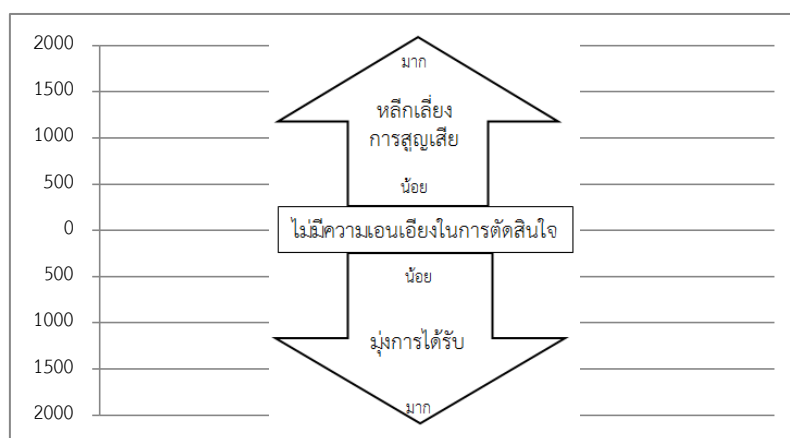 2000
1500
1000
500
0
500
1000
1500
2000
มาก
หลีกเลี่ยง
การสูญเสีย
น้อย
ไม่มีความเอนเอียงในการตัดสินใจ
น้อย
มุ่งการได้รับ
มาก